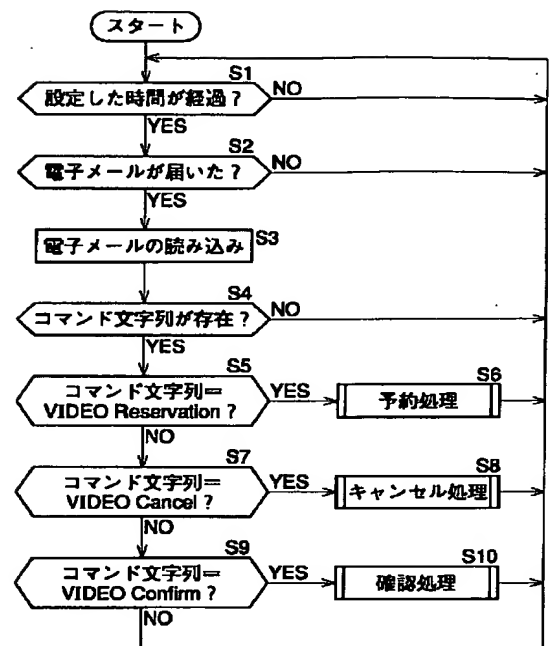 スタート
S1
設定した時間が経過?
NO
YES
S2
電子メールが届いた?
NO
YES
電子メールの読み込み
S3
S4
コマンド文字列が存在?
NO
YES
S5
コマンド文字列=
VIDEO Reservation ?
YES
S6
予約処理
NO
S7
コマンド文字列=
VIDEO Cancel ?
YES
S8
キャンセル処理
NO
S9
コマンド文字列=
VIDEO Confirm ?
YES
S10
確認処理
NO